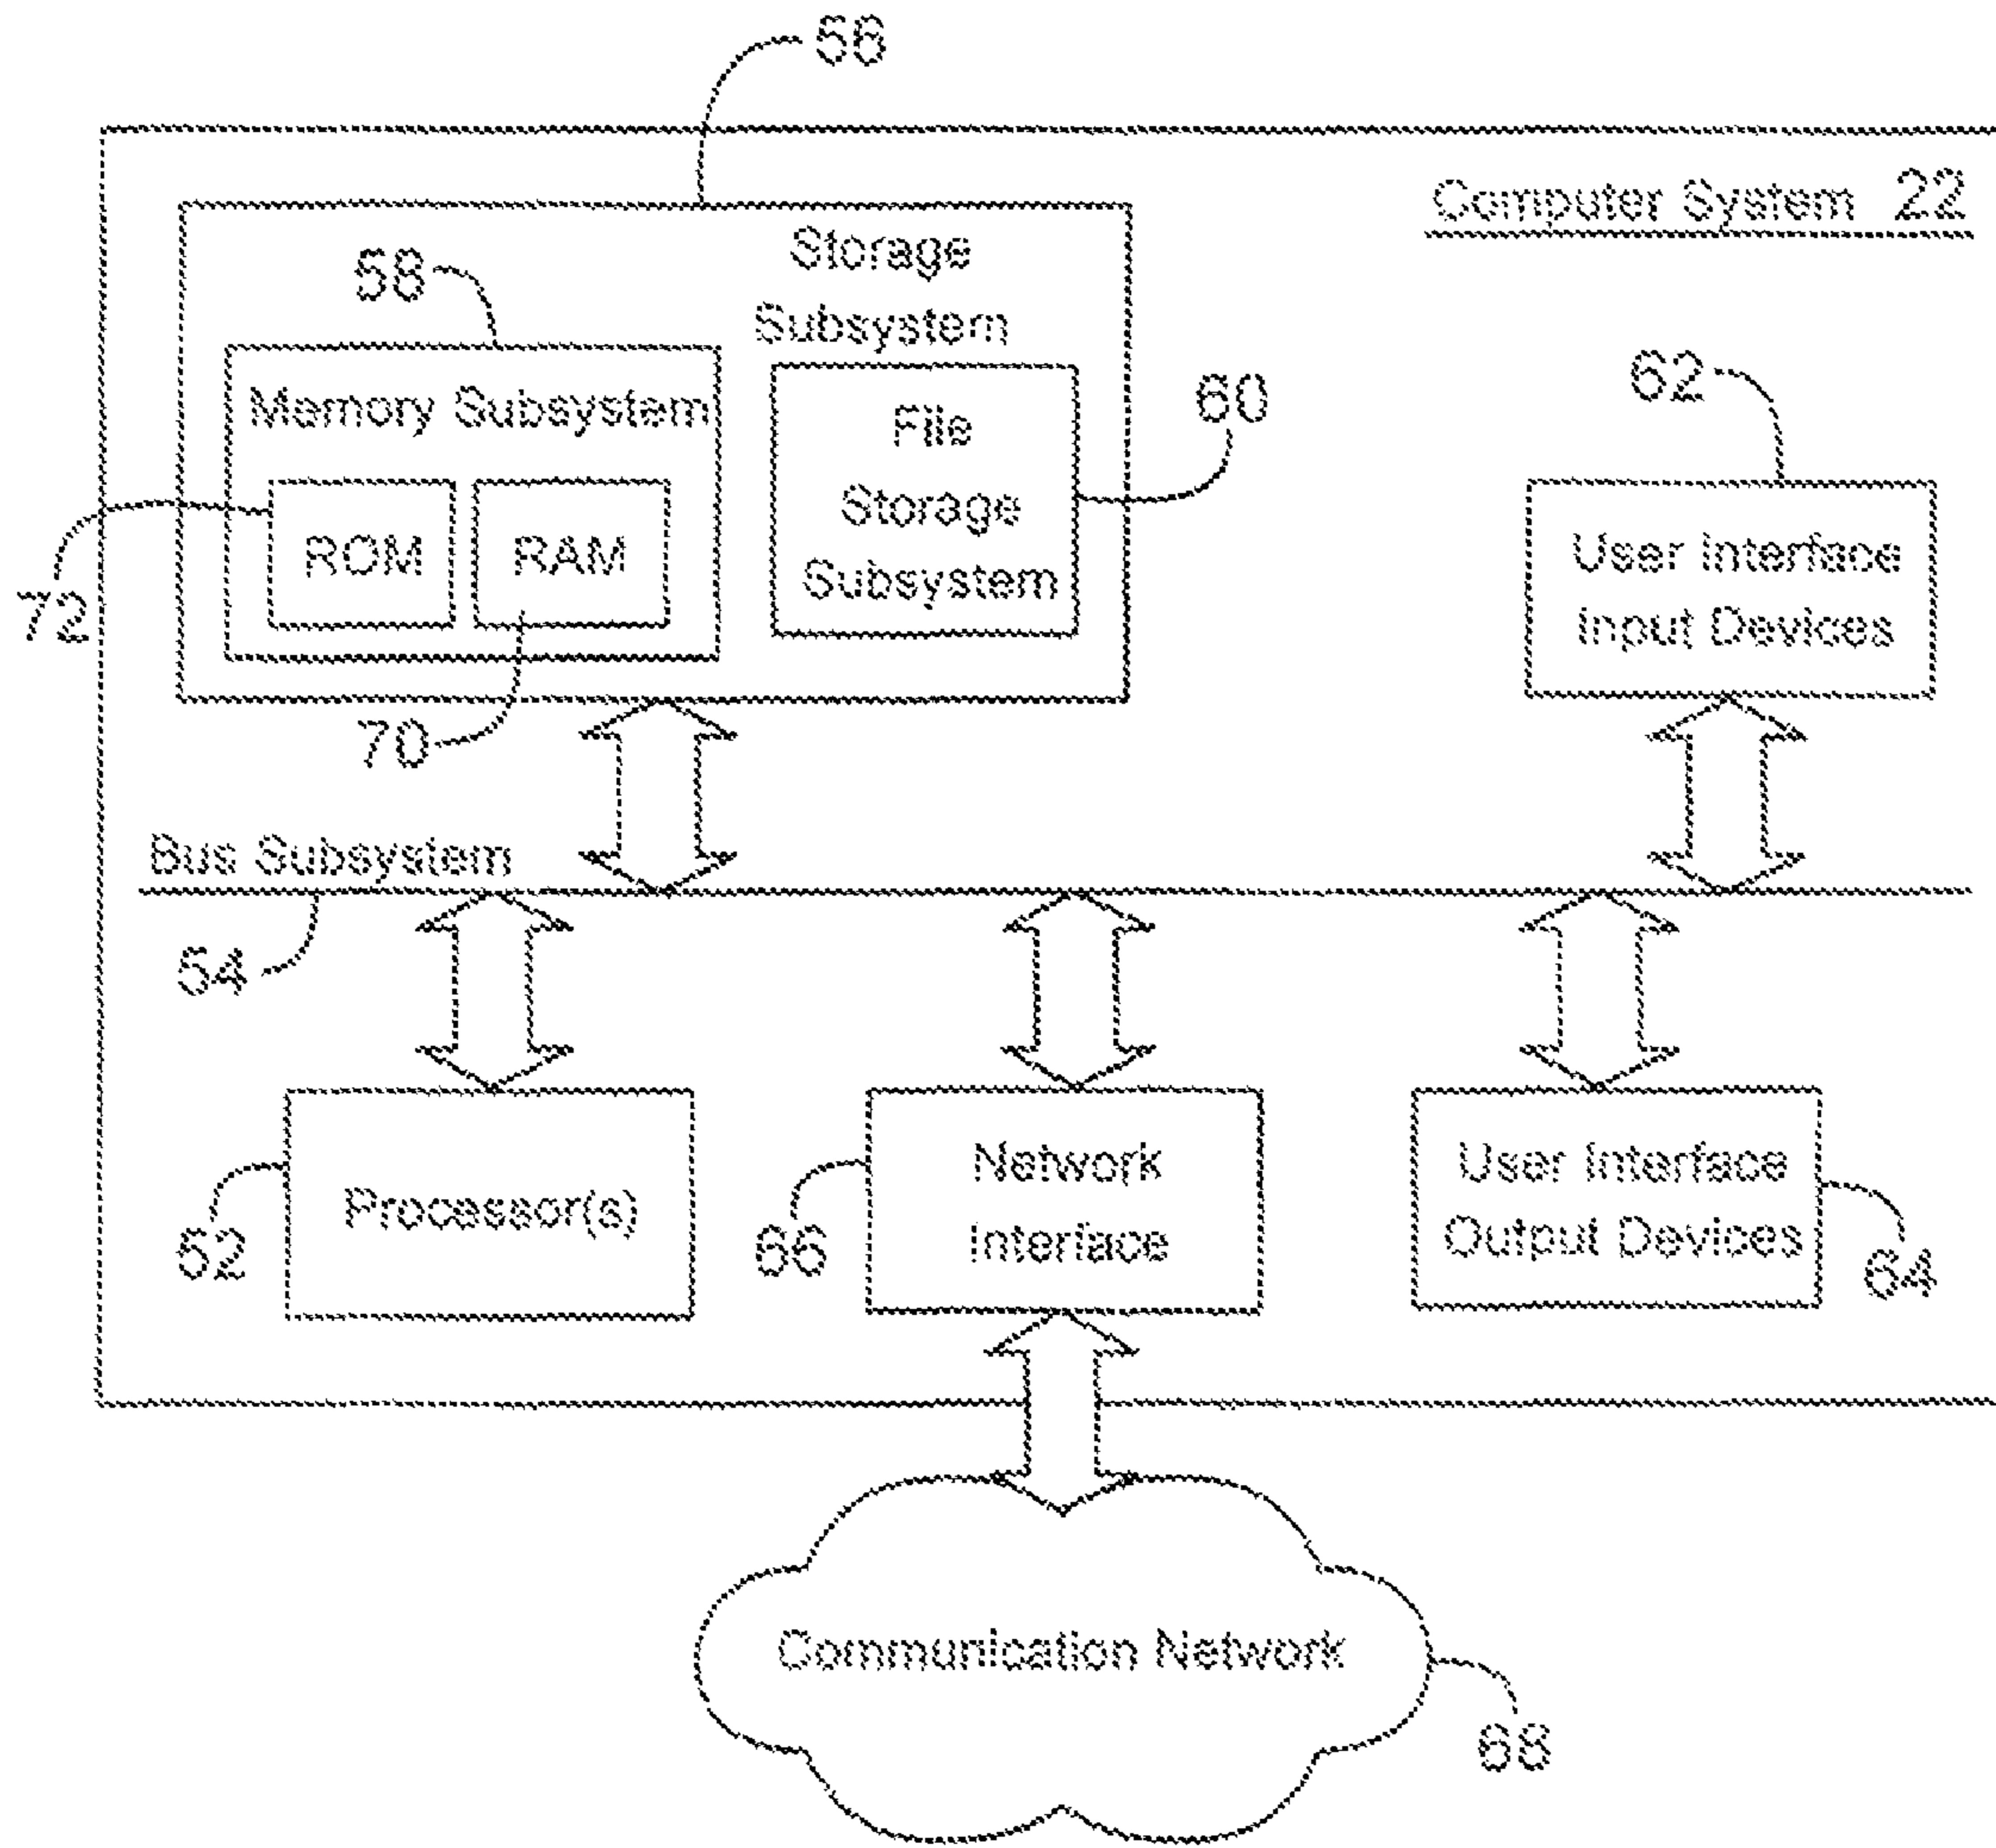 56
Computer System 22
Storage
Subsystem
58
Memory Subsystem
File
Storage
Subsystem
60
62
ROM
RAM
User Interface
Input Devices
72
70
Bus Subsystem
54
Processor(s)
52
Network
Interface
66
User Interface
Output Devices
64
Communication Network
68